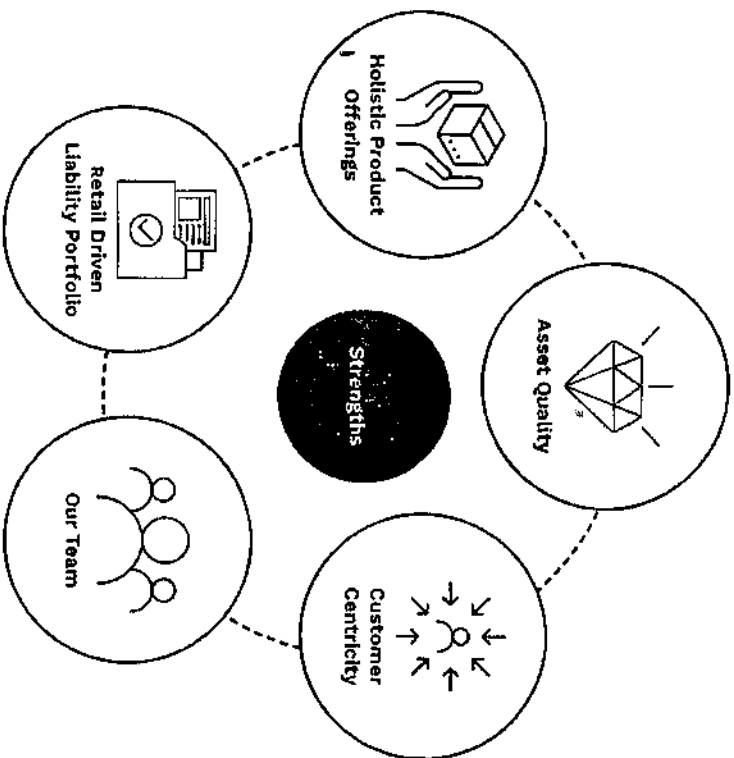 Asset Quality
Holistic Product
Offerings
Customer
Centricity
Strengths
Retail Driven
Liability Portfolio
Our Team